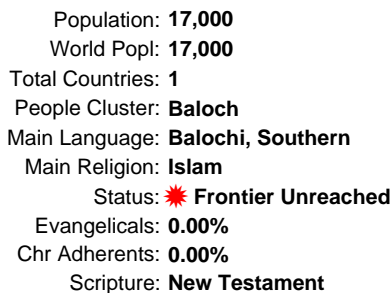 Population: 17,000
World Popl: 17,000
Total Countries: 1
People Cluster: Baloch
Main Language: Balochi, Southern
Main Religion: Islam
Status: Frontier Unreached
Evangelicals: 0.00%
Chr Adherents: 0.00%
Scripture: New Testament